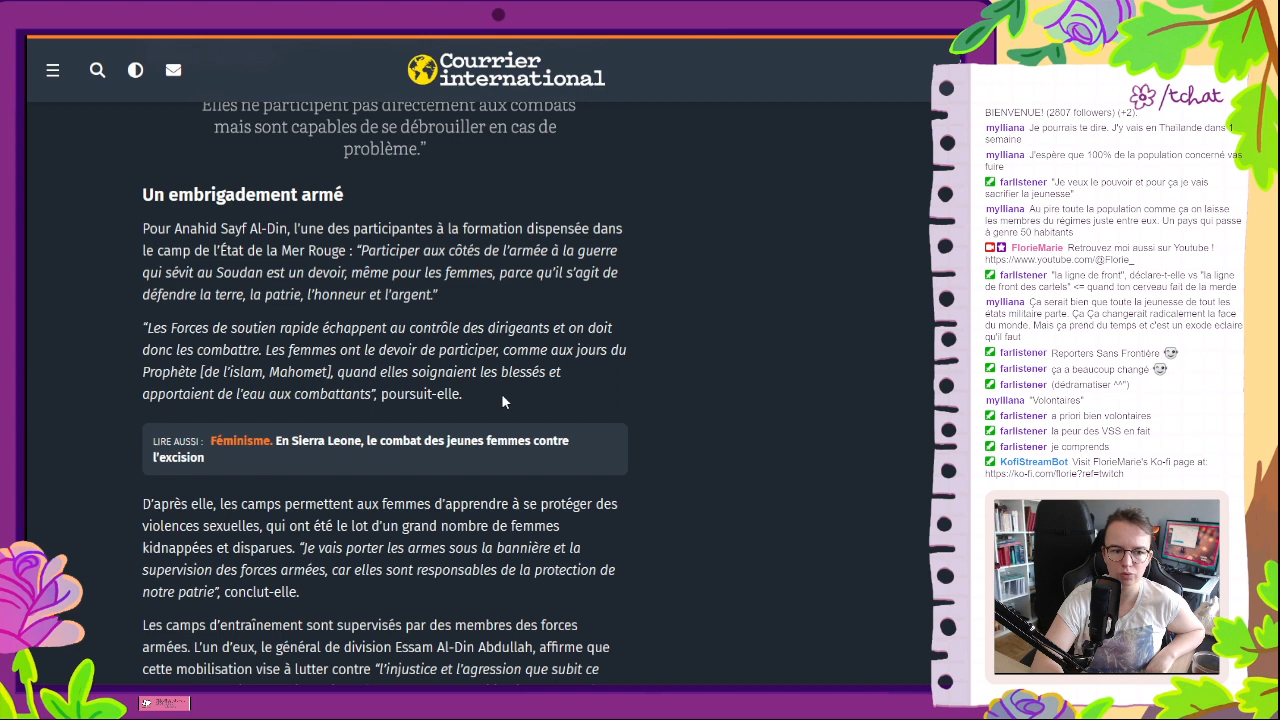 Courrier
international
Elles ne participent pas directement aux combats
mais sont capables de se débrouiller en cas de
problème.”
Un embrigadement armé
Pour Anahid Sayf Al-Din, l’une des participantes à la formation dispensée dans
le camp de l’État de la Mer Rouge : “Participer aux côtés de l’armée à la guerre
qui sévit au Soudan est un devoir, même pour les femmes, parce qu’il s’agit de
défendre la terre, la patrie, l’honneur et l’argent.”
“Les Forces de soutien rapide échappent au contrôle des dirigeants et on doit
donc les combattre. Les femmes ont le devoir de participer, comme aux jours du
Prophète [de l’islam, Mahomet], quand elles soignaient les blessés et
apportaient de l’eau aux combattants”, poursuit-elle.
LIRE AUSSI : Féminisme. En Sierra Leone, le combat des jeunes femmes contre
l’excision
D’après elle, les camps permettent aux femmes d’apprendre à se protéger des
violences sexuelles, qui ont été le lot d’un grand nombre de femmes
kidnappées et disparues. “Je vais porter les armes sous la bannière et la
supervision des forces armées, car elles sont responsables de la protection de
notre patrie”, conclut-elle.
Les camps d’entraînement sont supervisés par des membres des forces
armées. L’un d’eux, le général de division Essam Al-Din Abdullah, affirme que
cette mobilisation vise à lutter contre “l’injustice et l’agression que subit ce
/tchat
BIENVENUE! (2807 followers) (+2).
mylliana Je pourrais te dire. J'y vais en Thaïlande dans 1
semaine
mylliana J'espère que 100% de la population concerné vas
fuire
farlistener "Je veux le pouvoir et pour ça je vais
sacrifier la jeunesse"
mylliana Au pire toute la population comme ça on laisse
les membres du régimes juste entre eux. Un pays qui passe
à genre 50 habitants
FlorieMarie Retrouvez moi aussi sur Youtube !
https://www.youtube.com/@Florie_
farlistener "la ligne de front", déclare-t-elle vs "la ligne
de front des cartels" <= quand ton cerveau fait de la merde
mylliana Ça serait bien que toute la jeunesse de tout les
états militaire parte. Ça Ça changerait radicalement la face
du monde. Mais ça prend du temps et c'est un exode eclaire
qu'il faut
farlistener Reporters Sans Frontière
farlistener ça a beaucoup changé
farlistener (dédramatiser ^^")
mylliana "Volontaires"
farlistener a priori bien volontaires
farlistener la peur des VSS en fait
farlistener je comprends
KofiStreamBot Visit FlorieMarie's Ko-fi page at:
https://ko-fi.com/florie?ref=twitch